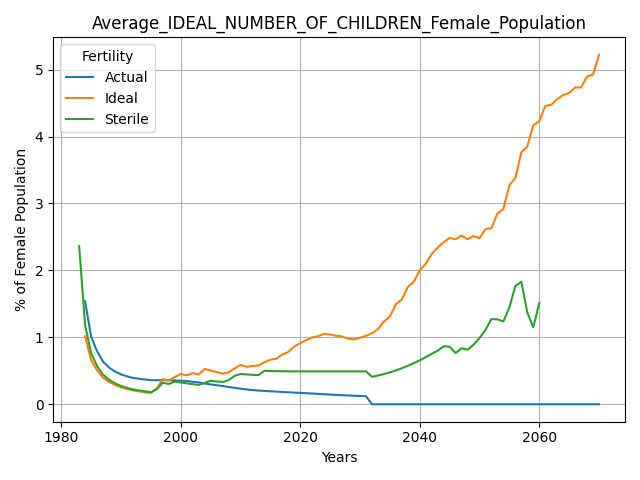 Average_IDEAL_NUMBER_OF_CHILDREN_Female_Population
Fertility
Actual
Ideal
Sterile
% of Female Population
5
4
3
2
1
0
1980 2000 2020 2040 2060
Years